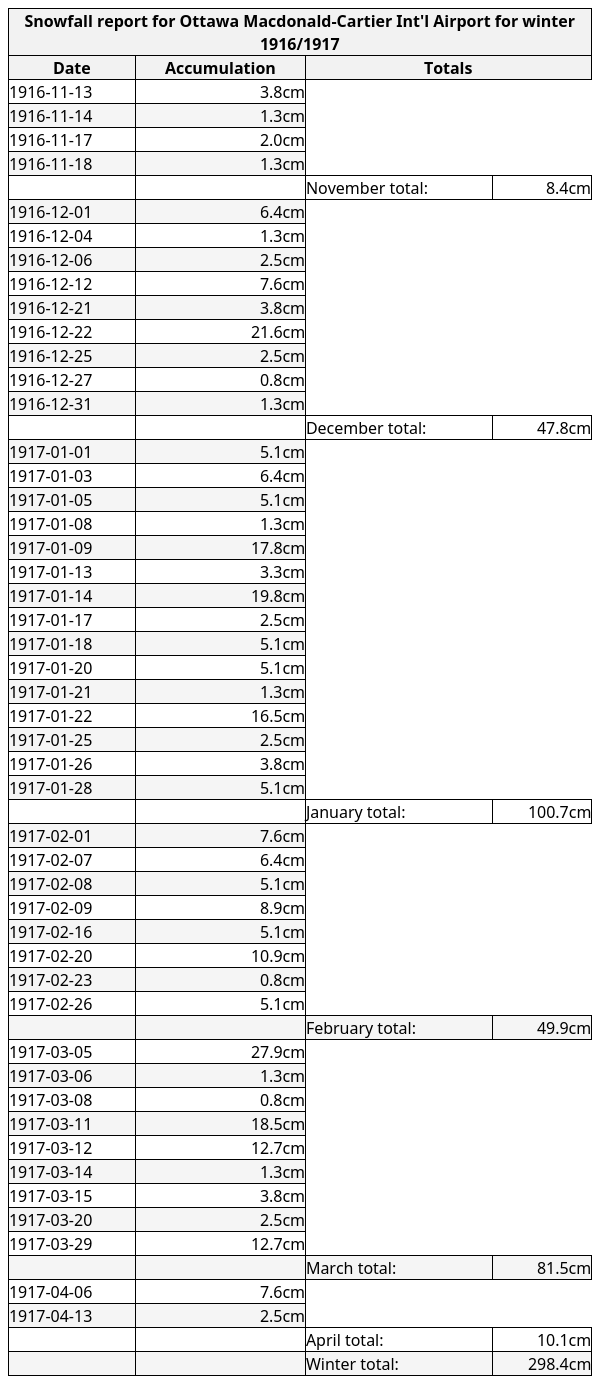 Snowfall report for Ottawa Macdonald-Cartier Int'l Airport for winter
1916/1917
Date Accumulation Totals
1916-11-13 3.8cm
1916-11-14 1.3cm
1916-11-17 2.0cm
1916-11-18 1.3cm
November total: 8.4cm
1916-12-01 6.4cm
1916-12-04 1.3cm
1916-12-06 2.5cm
1916-12-12 7.6cm
1916-12-21 3.8cm
1916-12-22 21.6cm
1916-12-25 2.5cm
1916-12-27 0.8cm
1916-12-31 1.3cm
December total: 47.8cm
1917-01-01 5.1cm
1917-01-03 6.4cm
1917-01-05 5.1cm
1917-01-08 1.3cm
1917-01-09 17.8cm
1917-01-13 3.3cm
1917-01-14 19.8cm
1917-01-17 2.5cm
1917-01-18 5.1cm
1917-01-20 5.1cm
1917-01-21 1.3cm
1917-01-22 16.5cm
1917-01-25 2.5cm
1917-01-26 3.8cm
1917-01-28 5.1cm
January total: 100.7cm
1917-02-01 7.6cm
1917-02-07 6.4cm
1917-02-08 5.1cm
1917-02-09 8.9cm
1917-02-16 5.1cm
1917-02-20 10.9cm
1917-02-23 0.8cm
1917-02-26 5.1cm
February total: 49.9cm
1917-03-05 27.9cm
1917-03-06 1.3cm
1917-03-08 0.8cm
1917-03-11 18.5cm
1917-03-12 12.7cm
1917-03-14 1.3cm
1917-03-15 3.8cm
1917-03-20 2.5cm
1917-03-29 12.7cm
March total: 81.5cm
1917-04-06 7.6cm
1917-04-13 2.5cm
April total: 10.1cm
Winter total: 298.4cm